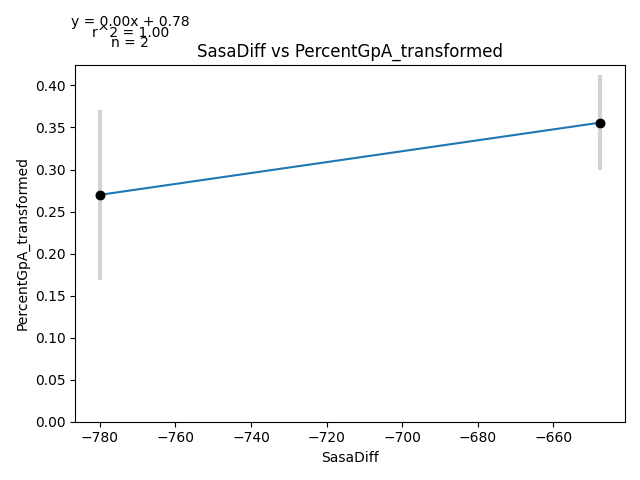 y = 0.00x + 0.78
r^2 = 1.00
n = 2
SasaDiff vs PercentGpA_transformed
0.40
0.35
0.30
0.25
0.20
0.15
0.10
0.05
0.00
PercentGpA_transformed
−780 −760 −740 −720 −700 −680 −660
SasaDiff